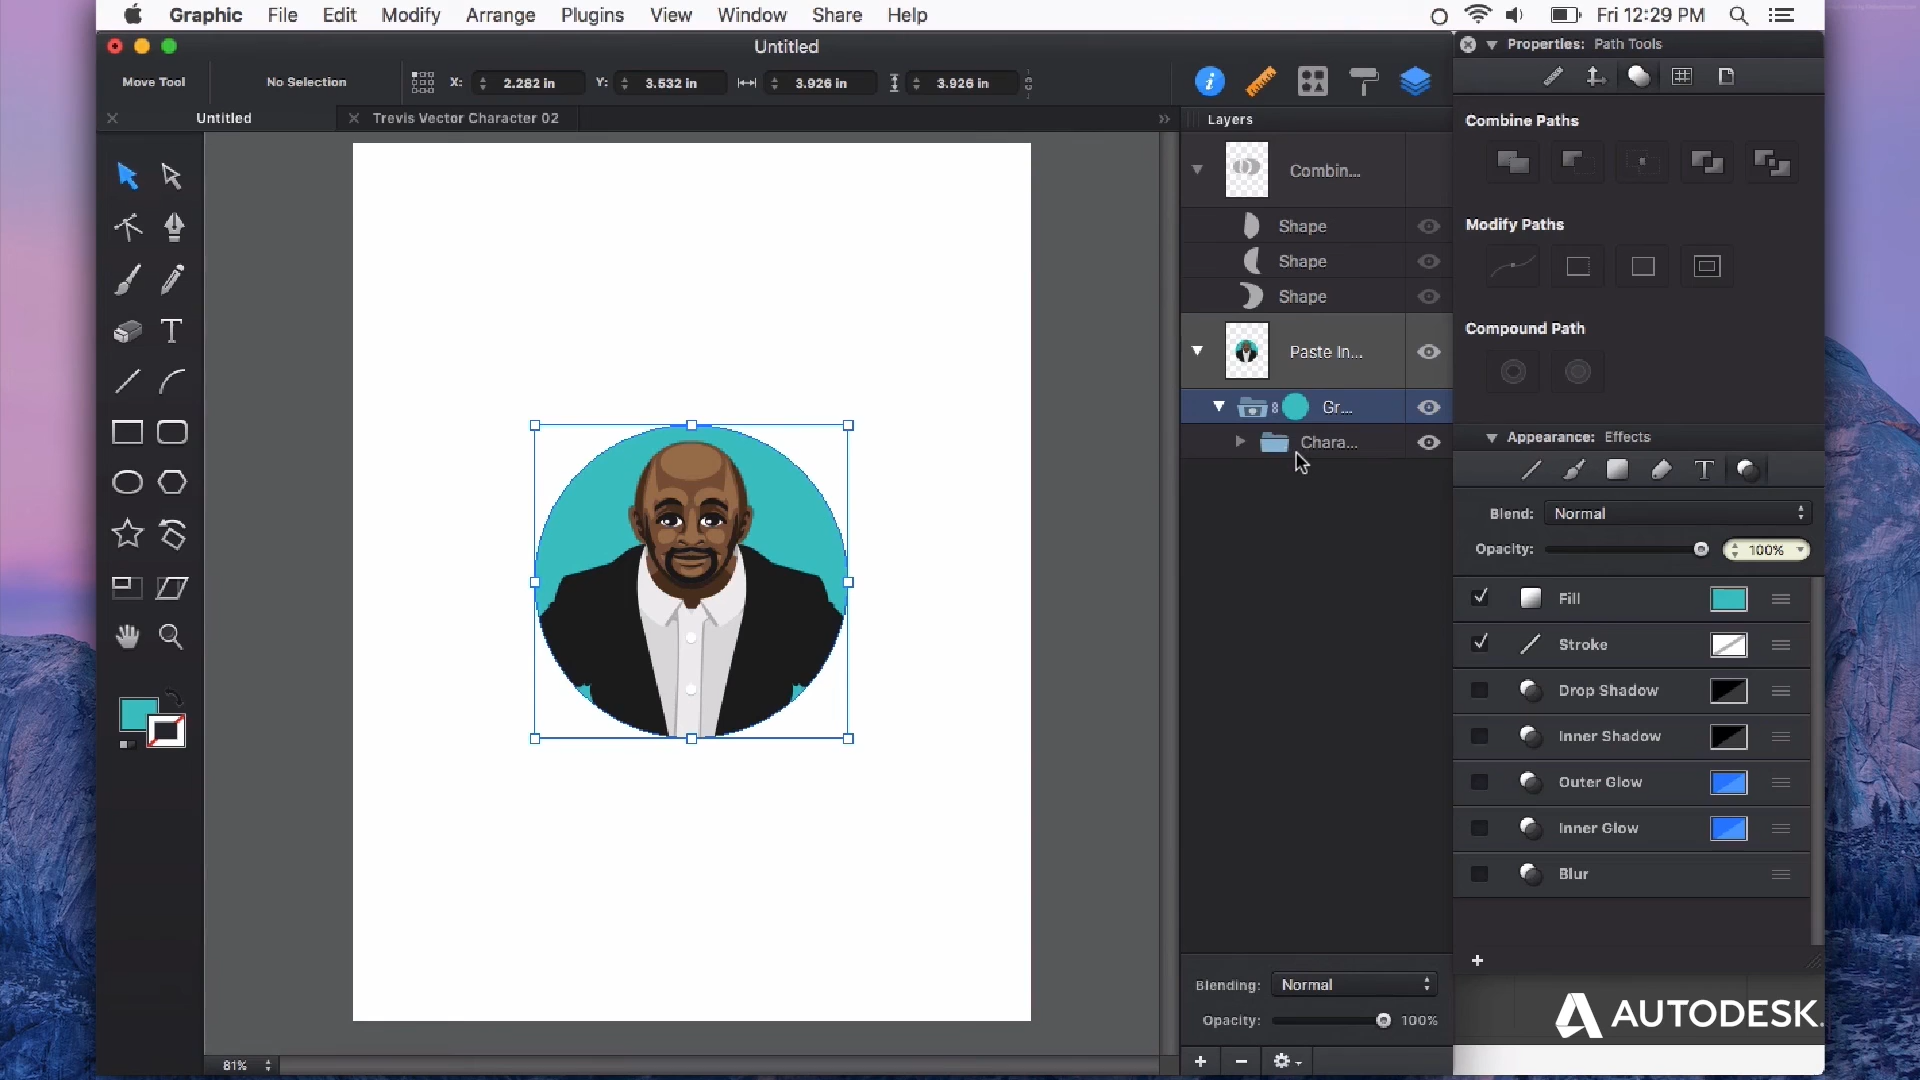 Graphic File Edit Modify Arrange Plugins View Window Share Help Fri 12:29 PM
Untitled
Move Tool No Selection X: 2.282 in Y: 3.532 in 3.926 in 3.926 in
Untitled Trevis Vector Character 02
Layers
Combin...
Shape
Shape
Shape
Paste In...
Gr...
Chara...
Blending: Normal
Opacity: 100%
81%
Properties: Path Tools
Combine Paths
Modify Paths
Compound Path
Appearance: Effects
Blend: Normal
Opacity: 100%
Fill
Stroke
Drop Shadow
Inner Shadow
Outer Glow
Inner Glow
Blur
AUTODESK.